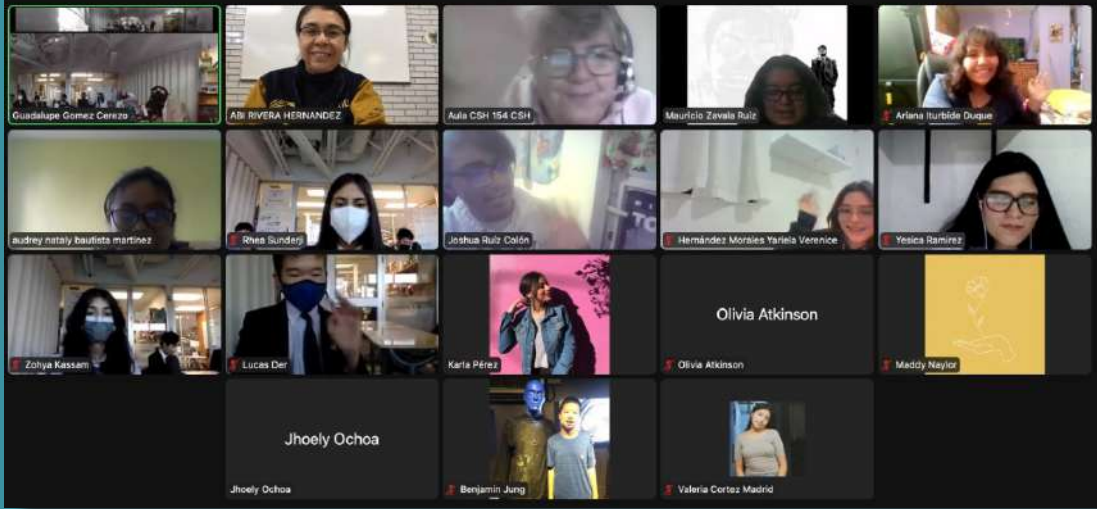 Guadalupe Gomez Cerezo
ABI RIVERA HERNANDEZ
Aula CSH 154 CSH
Mauricio Zavala Ruiz
Ariana Iturbide Duque
audrey nataly bautista martinez
Rhea Sunderji
Joshua Ruiz Colón
Hernández Morales Yariela Verenice
Yesica Ramirez
TO
Zohya Kassam
Lucas Der
Karla Pérez
Olivia Atkinson
Olivia Atkinson
Maddy Naylor
Jhoely Ochoa
Jhoely Ochoa
Benjamin Jung
Valeria Cortez Madrid